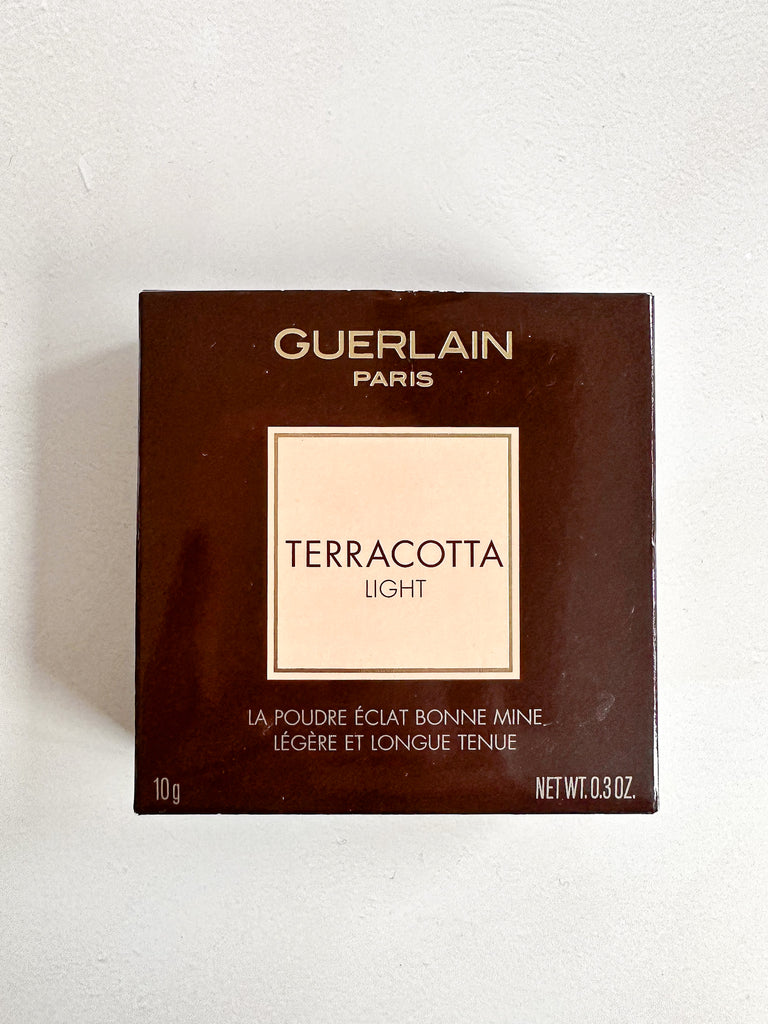 GUERLAIN
PARIS
TERRACOTTA
LIGHT
LA POUDRE ÉCLAT BONNE MINE
LÉGÈRE ET LONGUE TENUE
10g NET WT. 0.3 OZ.